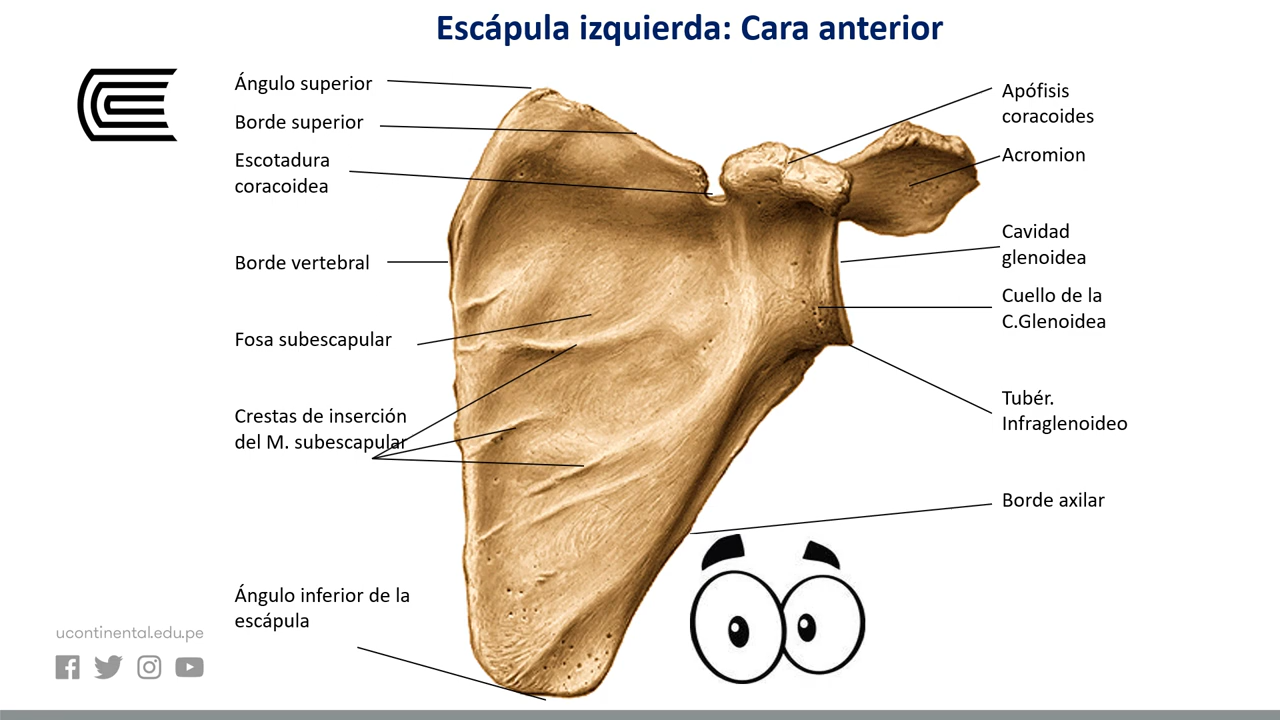 Escápula izquierda: Cara anterior
Ángulo superior
Borde superior
Escotadura
coracoidea
Borde vertebral
Fosa subescapular
Crestas de inserción
del M. subescapular
Ángulo inferior de la
escápula
Apófisis
coracoides
Acromion
Cavidad
glenoidea
Cuello de la
C.Glenoidea
Tubér.
Infraglenoideo
Borde axilar
ucontinental.edu.pe